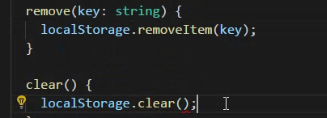 remove(key: string) {
localStorage.removeItem(key);
}
clear() {
localStorage.clear();